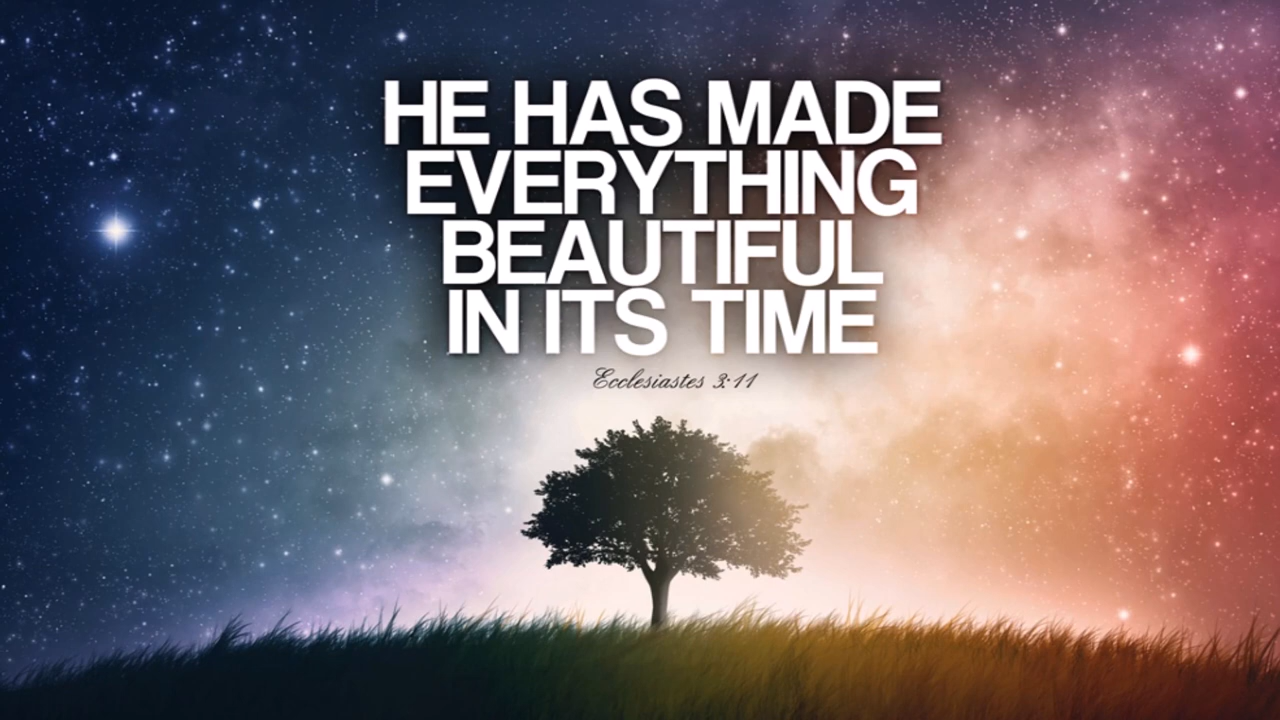 HE HAS MADE
EVERYTHING
BEAUTIFUL
IN ITS TIME
Ecclesiastes 3:11